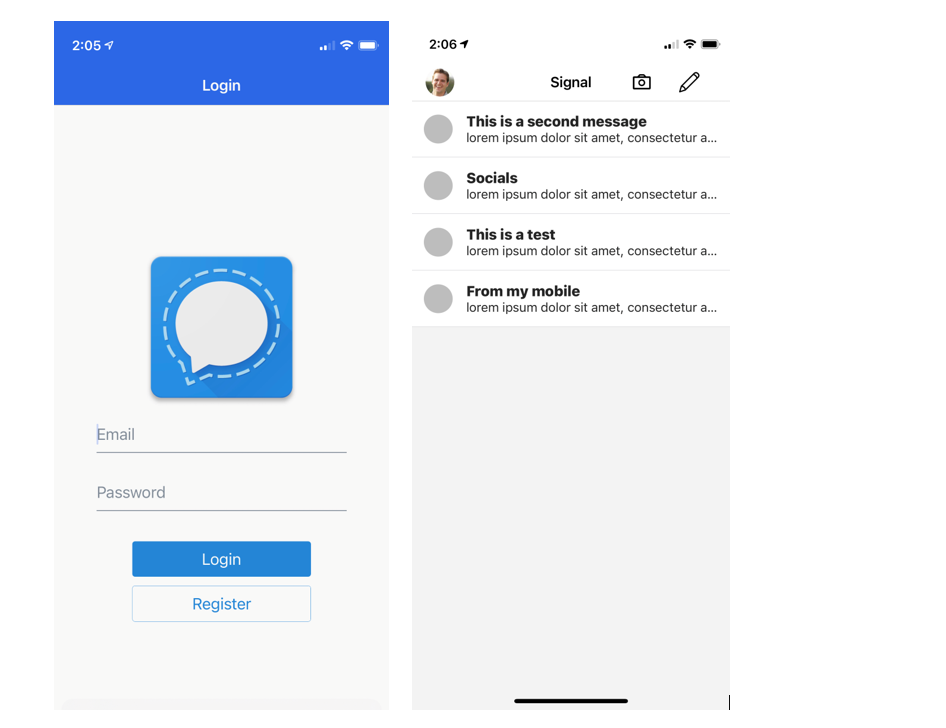 2:05
Login
Email
Password
Login
Register
2:06
Signal
This is a second message
lorem ipsum dolor sit amet, consectetur a...
Socials
lorem ipsum dolor sit amet, consectetur a...
This is a test
lorem ipsum dolor sit amet, consectetur a...
From my mobile
lorem ipsum dolor sit amet, consectetur a...